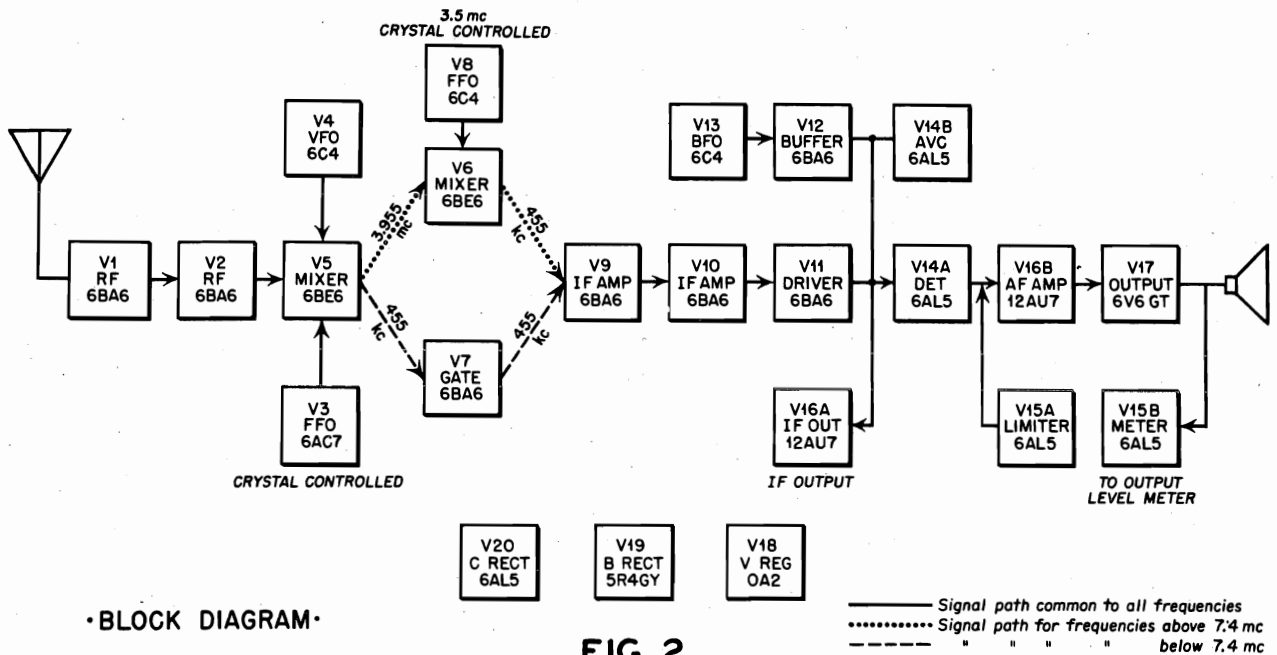 3.5 mc
CRYSTAL CONTROLLED
V8
FFO
6C4
V4
VFO
6C4
V13
BFO
6C4
V12
BUFFER
6BA6
V14B
AVC
6AL5
V6
MIXER
6BE6
3.955
mc
455
kc
V1
RF
6BA6
V2
RF
6BA6
V5
MIXER
6BE6
V9
IF AMP
6BA6
V10
IF AMP
6BA6
V11
DRIVER
6BA6
V14A
DET
6AL5
V16B
AF AMP
12AU7
V17
OUTPUT
6V6 GT
455
kc
455
kc
V7
GATE
6BA6
V3
FFO
6AC7
CRYSTAL CONTROLLED
V16A
IF OUT
12AU7
IF OUTPUT
V15A
LIMITER
6AL5
V15B
METER
6AL5
TO OUTPUT
LEVEL METER
V20
C RECT
6AL5
V19
B RECT
5R4GY
V18
V REG
OA2
·BLOCK DIAGRAM·
FIG. 2
Signal path common to all frequencies
Signal path for frequencies above 7.4 mc
" " " " below 7.4 mc